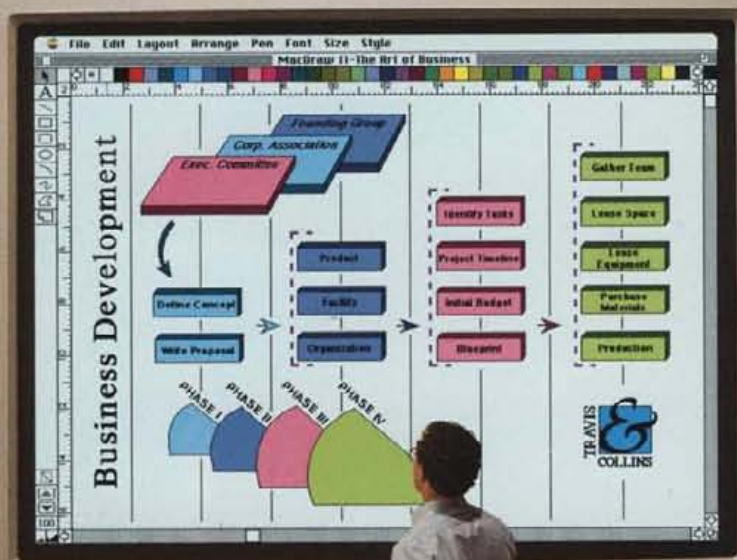 File Edit Layout Arrange Pen Font Size Style
MacDraw II-The Art of Business
Business Development
Founding Group
Corp. Association
Exec. Committee
Define Concept
Write Proposal
Product
Facility
Organization
Identify Tasks
Project Timeline
Initial Budget
Blueprint
Gather Team
Lease Space
Lease
Equipment
Purchase
Materials
Production
PHASE I
PHASE II
PHASE III
PHASE IV
TRAVIS
&
COLLINS
100